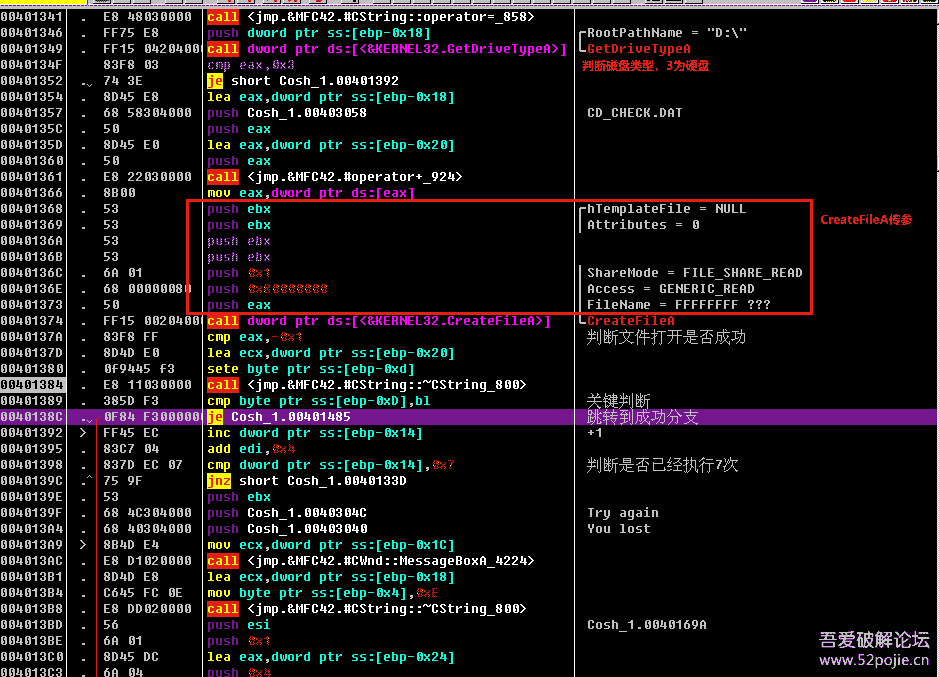 00401341 . E8 48030000 call <jmp.&MFC42.#CString::operator=_858>
00401346 . FF75 E8 push dword ptr ss:[ebp-0x18] RootPathName = "D:\"
00401349 . FF15 04204000 call dword ptr ds:[<&KERNEL32.GetDriveTypeA>] GetDriveTypeA
0040134F . 83F8 03 cmp eax,0x3 判断磁盘类型，3为硬盘
00401352 . 74 3E je short Cosh_1.00401392
00401354 . 8D45 E8 lea eax,dword ptr ss:[ebp-0x18]
00401357 . 68 58304000 push Cosh_1.00403058 CD_CHECK.DAT
0040135C . 50 push eax
0040135D . 8D45 E0 lea eax,dword ptr ss:[ebp-0x20]
00401360 . 50 push eax
00401361 . E8 22030000 call <jmp.&MFC42.#operator+_924>
00401366 . 8B00 mov eax,dword ptr ds:[eax]
00401368 . 53 push ebx hTemplateFile = NULL
00401369 . 53 push ebx Attributes = 0 CreateFileA传参
0040136A . 53 push ebx
0040136B . 53 push ebx
0040136C . 6A 01 push 0x1 ShareMode = FILE_SHARE_READ
0040136E . 68 00000080 push 0x80000000 Access = GENERIC_READ
00401373 . 50 push eax FileName = FFFFFFFF ???
00401374 . FF15 00204000 call dword ptr ds:[<&KERNEL32.CreateFileA>] CreateFileA
0040137A . 83F8 FF cmp eax,-0x1 判断文件打开是否成功
0040137D . 8D4D E0 lea ecx,dword ptr ss:[ebp-0x20]
00401380 . 0f9445 f3 sete byte ptr ss:[ebp-0xd]
00401384 . E8 11030000 call <jmp.&MFC42.#CString::~CString_800>
00401389 . 385D F3 cmp byte ptr ss:[ebp-0xD],bl 关键判断
0040138C . 0F84 F3000000 je Cosh_1.00401485 跳转到成功分支
00401392 > FF45 EC inc dword ptr ss:[ebp-0x14] +1
00401395 . 83C7 04 add edi,0x4
00401398 . 837D EC 07 cmp dword ptr ss:[ebp-0x14],0x7 判断是否已经执行7次
0040139C .^ 75 9F jnz short Cosh_1.0040133D
0040139E . 53 push ebx
0040139F . 68 4C304000 push Cosh_1.0040304C Try again
004013A4 . 68 40304000 push Cosh_1.00403040 You lost
004013A9 > 8B4D E4 mov ecx,dword ptr ss:[ebp-0x1C]
004013AC . E8 D1020000 call <jmp.&MFC42.#CWnd::MessageBoxA_4224>
004013B1 . 8D4D E8 lea ecx,dword ptr ss:[ebp-0x18]
004013B4 . C645 FC 0E mov byte ptr ss:[ebp-0x4],0xE
004013B8 . E8 DD020000 call <jmp.&MFC42.#CString::~CString_800>
004013BD . 56 push esi Cosh_1.0040169A
004013BE . 6A 01 push 0x1
004013C0 . 8D45 DC lea eax,dword ptr ss:[ebp-0x24]
004013C3 . 6A 04 push 0x4
吾爱破解论坛
www.52pojie.cn